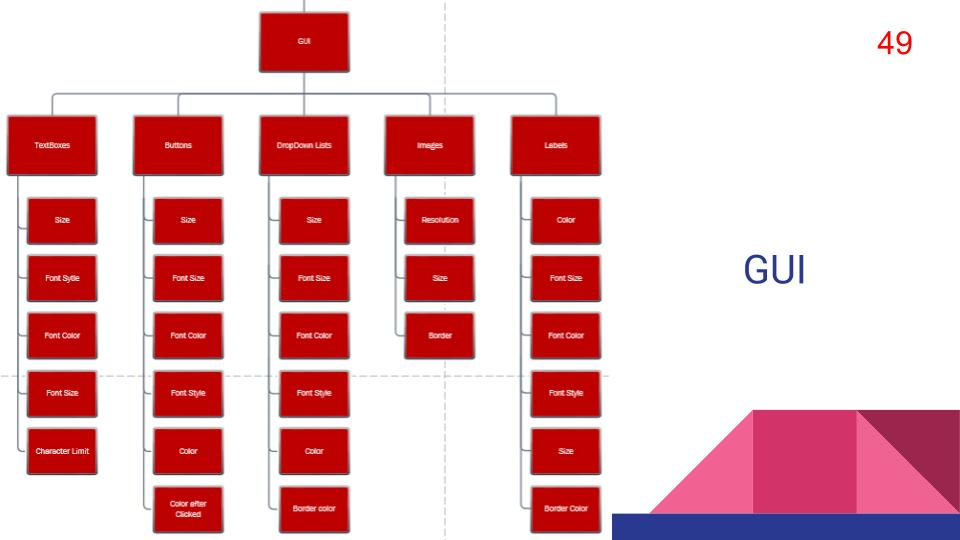 GUI
49
TextBoxes
Buttons
DropDown Lists
Images
Labels
Size
Font Sytle
Font Color
Font Size
Character Limit
Size
Font Size
Font Color
Font Style
Color
Color after
Clicked
Size
Font Size
Font Color
Font Style
Color
Border color
Resolution
Size
Border
Color
Font Size
Font Color
Font Style
Size
Border Color
GUI